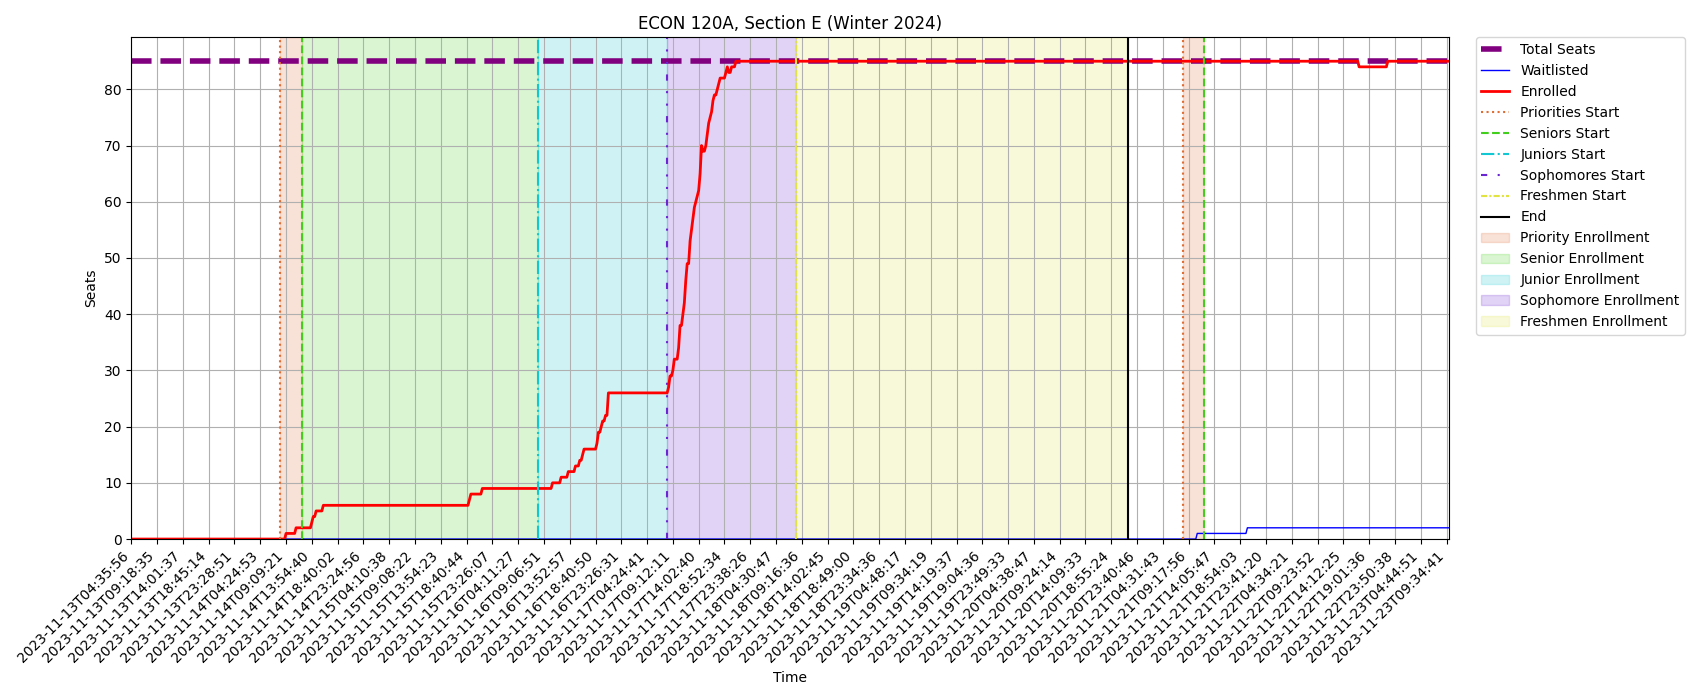 ECON 120A, Section E (Winter 2024)
Seats
80
70
60
50
40
30
20
10
0
2023-11-13T04:35:56
2023-11-13T09:18:35
2023-11-13T14:01:37
2023-11-13T18:45:14
2023-11-13T23:28:51
2023-11-14T04:24:53
2023-11-14T09:09:21
2023-11-14T13:54:40
2023-11-14T18:40:02
2023-11-14T23:24:56
2023-11-15T04:10:38
2023-11-15T09:08:22
2023-11-15T13:54:23
2023-11-15T18:40:44
2023-11-15T23:26:07
2023-11-16T04:11:27
2023-11-16T09:06:51
2023-11-16T13:52:57
2023-11-16T18:40:50
2023-11-16T23:26:31
2023-11-17T04:24:41
2023-11-17T09:12:11
2023-11-17T14:02:40
2023-11-17T18:52:34
2023-11-17T23:38:26
2023-11-18T04:30:47
2023-11-18T09:16:36
2023-11-18T14:02:45
2023-11-18T18:49:00
2023-11-18T23:34:36
2023-11-19T04:48:17
2023-11-19T09:34:19
2023-11-19T14:19:37
2023-11-19T19:04:36
2023-11-19T23:49:33
2023-11-20T04:38:47
2023-11-20T09:24:14
2023-11-20T14:09:33
2023-11-20T18:55:24
2023-11-20T23:40:46
2023-11-21T04:31:43
2023-11-21T09:17:56
2023-11-21T14:05:47
2023-11-21T18:54:03
2023-11-21T23:41:20
2023-11-22T04:34:21
2023-11-22T09:23:52
2023-11-22T14:12:25
2023-11-22T19:01:36
2023-11-22T23:50:38
2023-11-23T04:44:51
2023-11-23T09:34:41
Time
Total Seats
Waitlisted
Enrolled
Priorities Start
Seniors Start
Juniors Start
Sophomores Start
Freshmen Start
End
Priority Enrollment
Senior Enrollment
Junior Enrollment
Sophomore Enrollment
Freshmen Enrollment